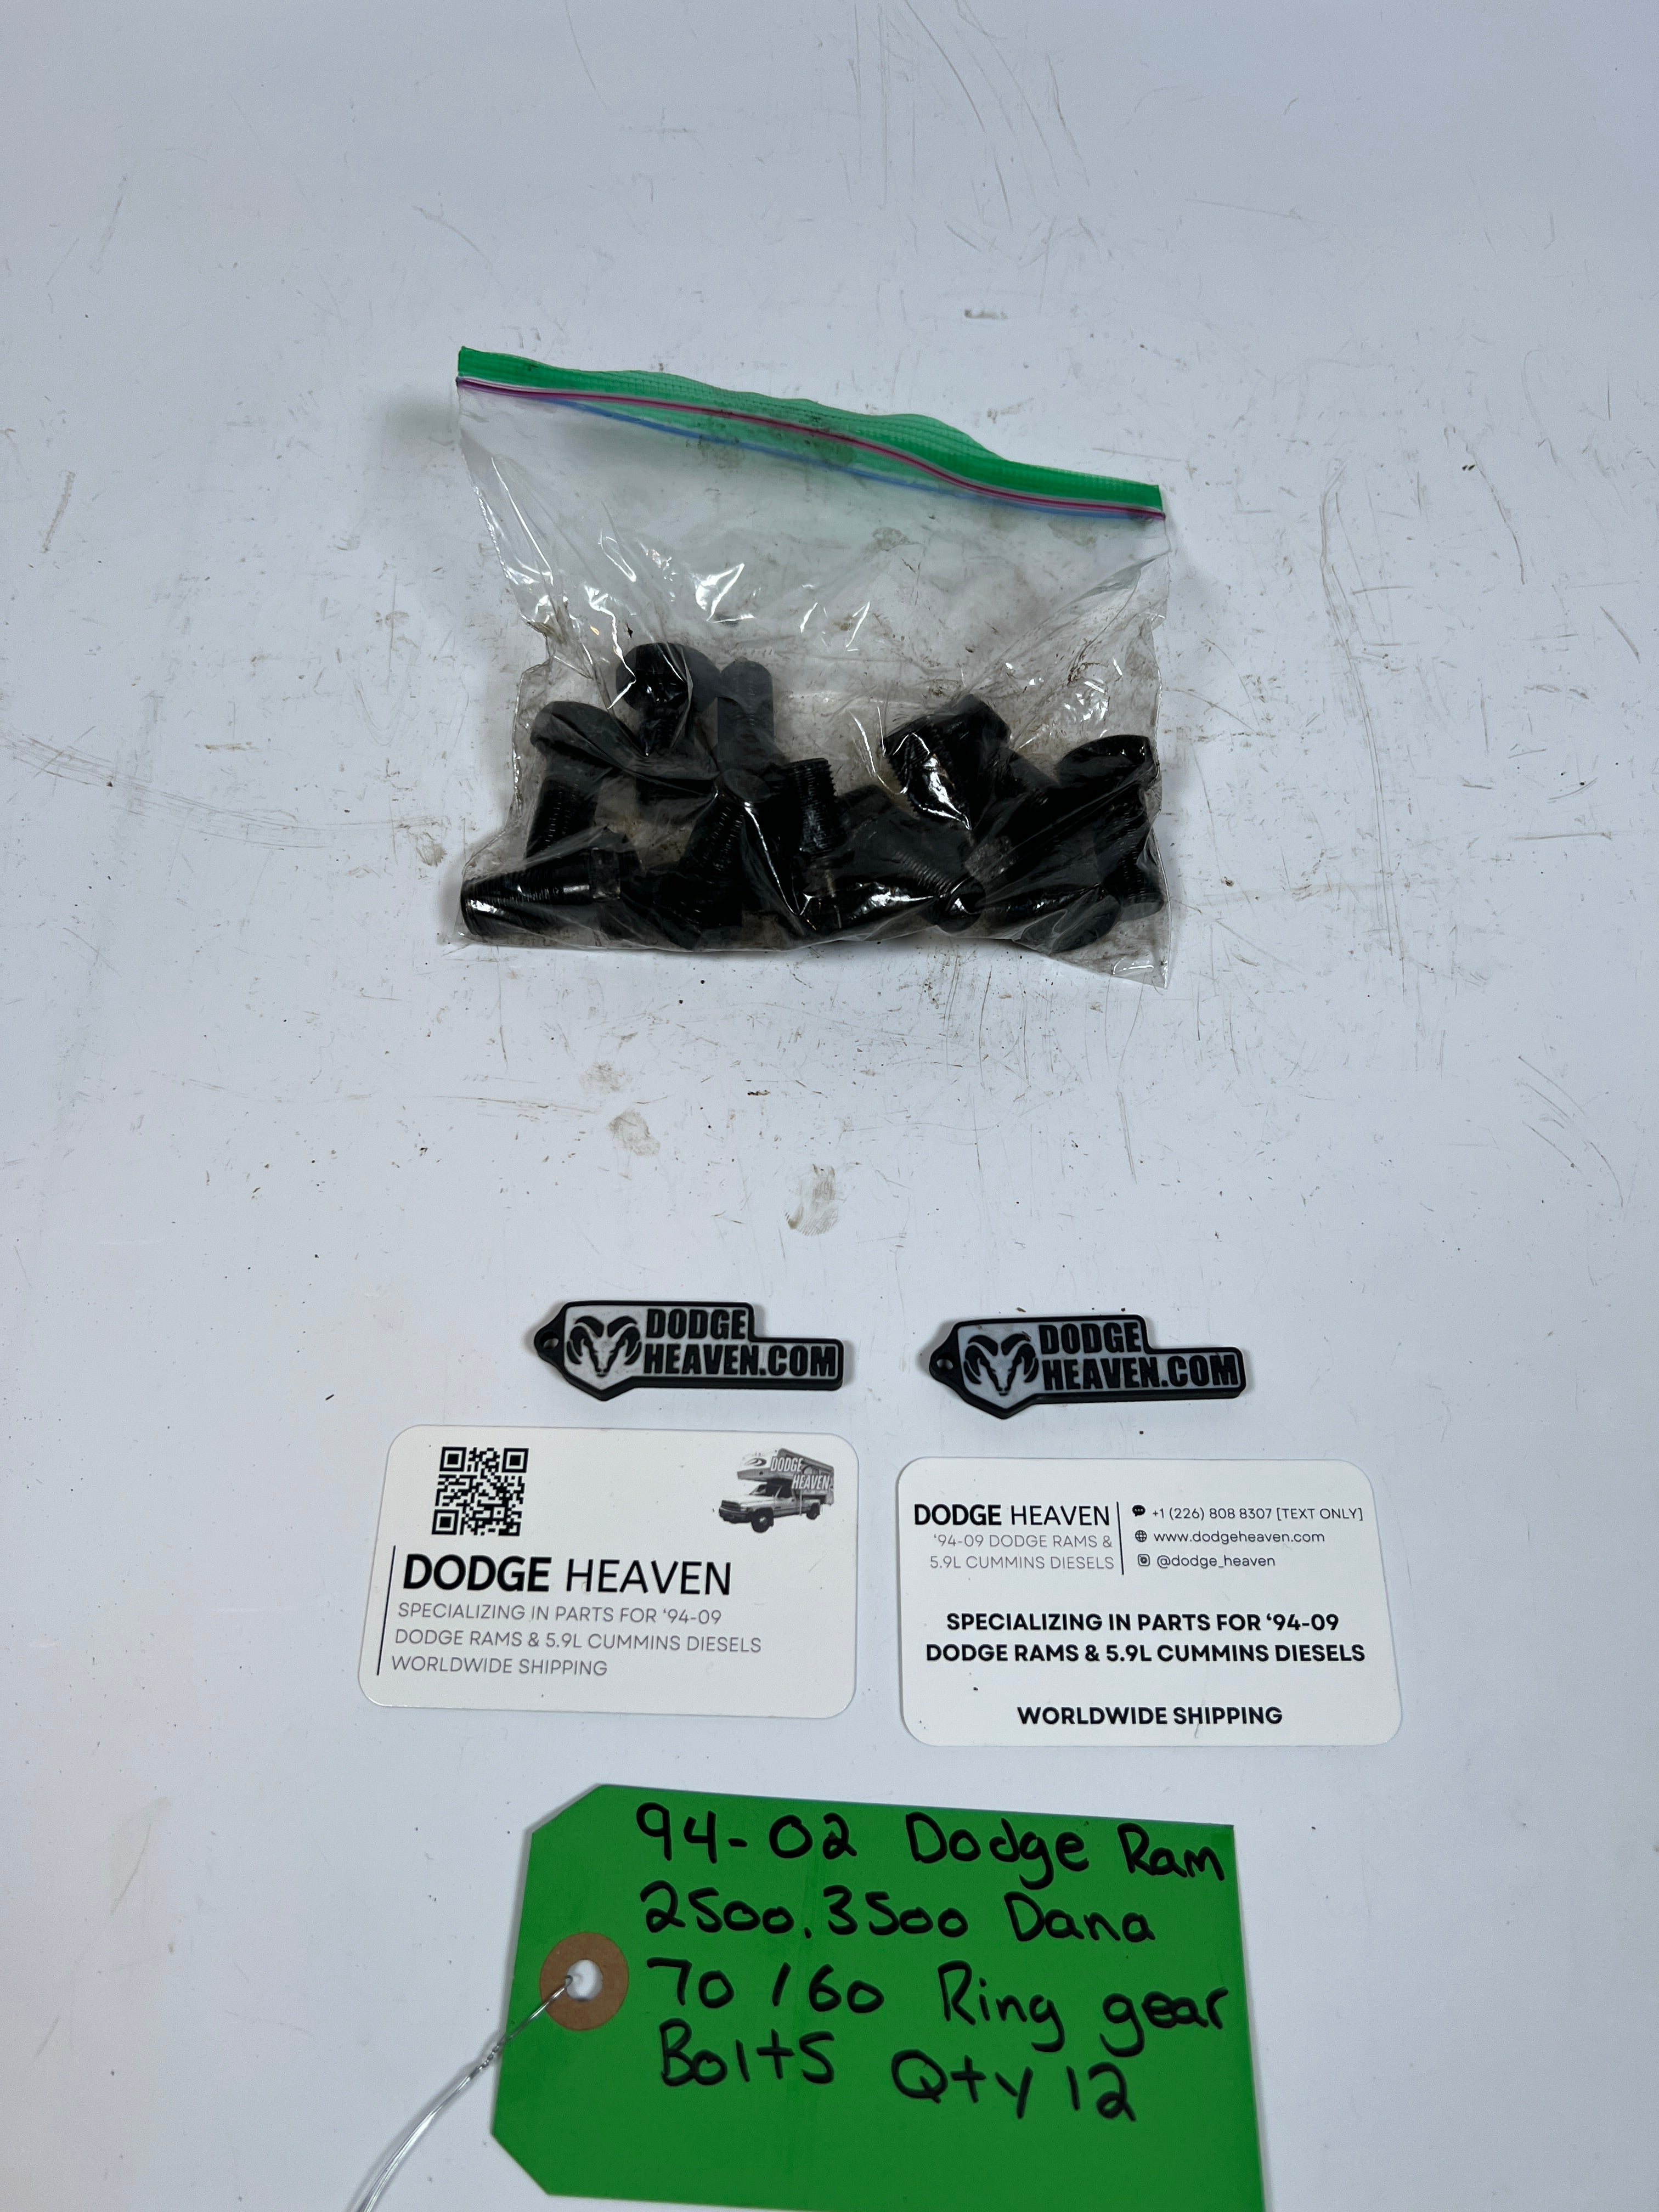 DODGE
HEAVEN.COM
DODGE
HEAVEN.COM
DODGE
HEAVEN
DODGE HEAVEN
SPECIALIZING IN PARTS FOR ‘94-09
DODGE RAMS & 5.9L CUMMINS DIESELS
WORLDWIDE SHIPPING
DODGE HEAVEN
‘94-09 DODGE RAMS &
5.9L CUMMINS DIESELS
+1 (226) 808 8307 [TEXT ONLY]
www.dodgeheaven.com
@dodge_heaven
SPECIALIZING IN PARTS FOR ‘94-09
DODGE RAMS & 5.9L CUMMINS DIESELS
WORLDWIDE SHIPPING
94-02 Dodge Ram
2500.3500 Dana
70 / 60 Ring gear
Bolts Qty 12